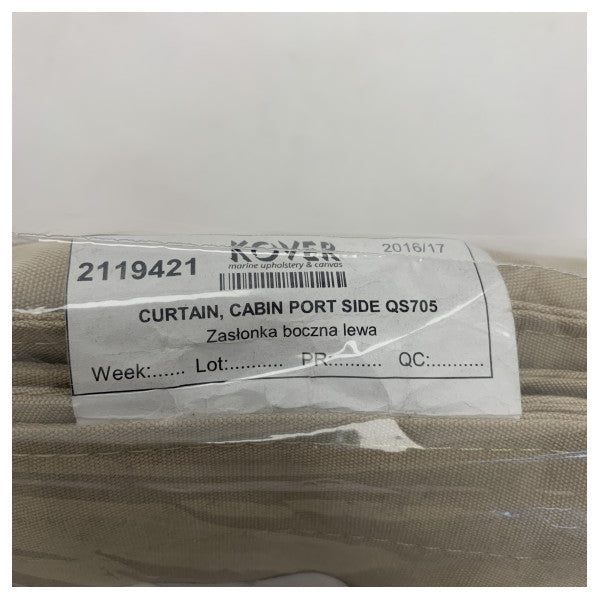 KOVER
2016/17
2119421
marine upholstery & canvas
CURTAIN, CABIN PORT SIDE QS705
Zasłonka boczna lewa
Week:...... Lot:.......... PR:......... QC:..........